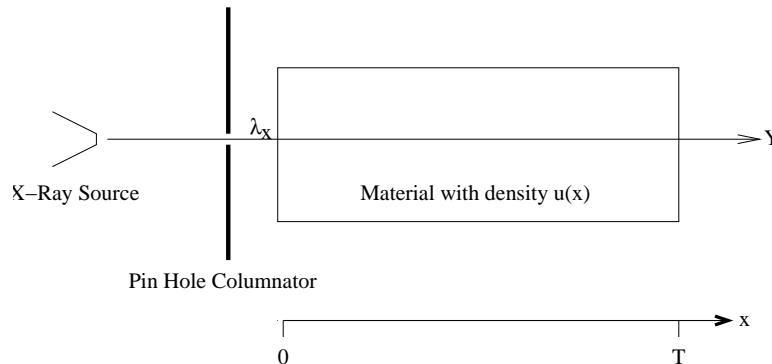 λx
Y
X−Ray Source
Material with density u(x)
Pin Hole Columnator
x
0
T